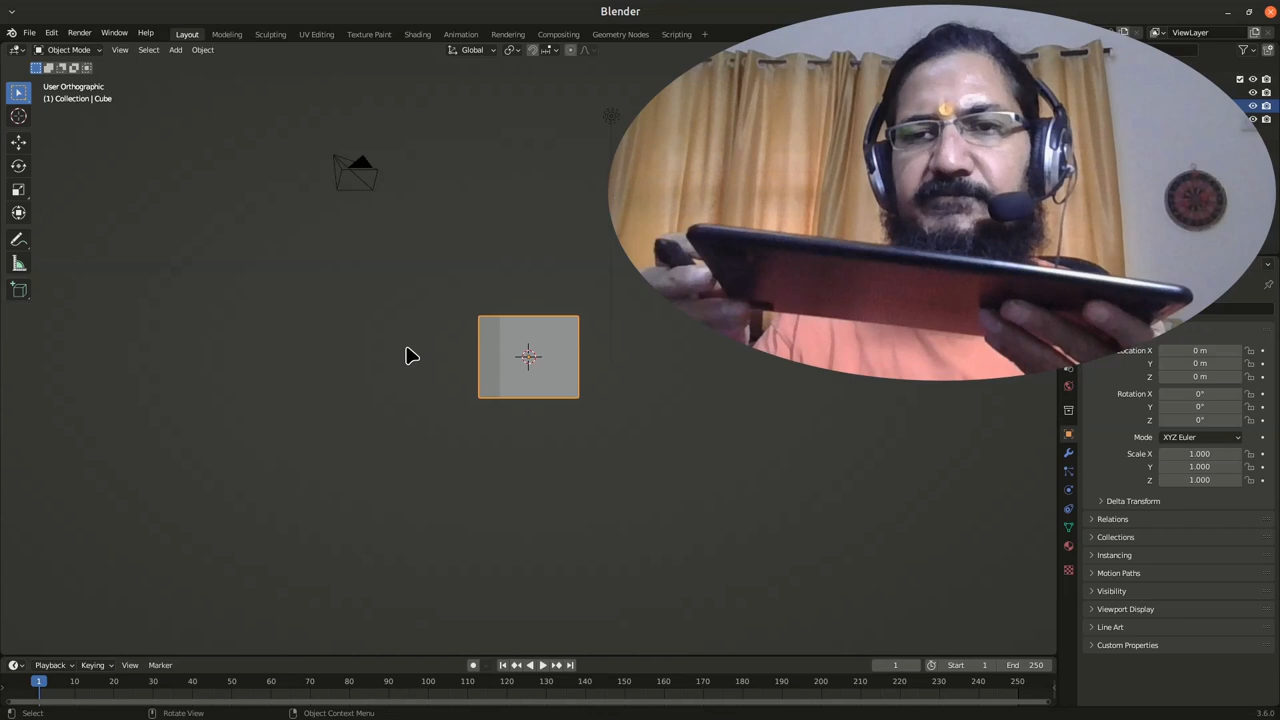 Blender
File Edit Render Window Help Layout Modeling Sculpting UV Editing Texture Paint Shading Animation Rendering Compositing Geometry Nodes Scripting + ViewLayer
Object Mode View Select Add Object Global
User Orthographic
(1) Collection | Cube
Location X 0 m
Y 0 m
Z 0 m
Rotation X 0°
Y 0°
Z 0°
Mode XYZ Euler
Scale X 1.000
Y 1.000
Z 1.000
Delta Transform
Relations
Collections
Instancing
Motion Paths
Visibility
Viewport Display
Line Art
Custom Properties
Playback Keying View Marker 1 Start 1 End 250
1 10 20 30 40 50 60 70 80 90 100 110 120 130 140 150 160 170 180 190 200 210 220 230 240 250
Select Rotate View Object Context Menu 3.6.0